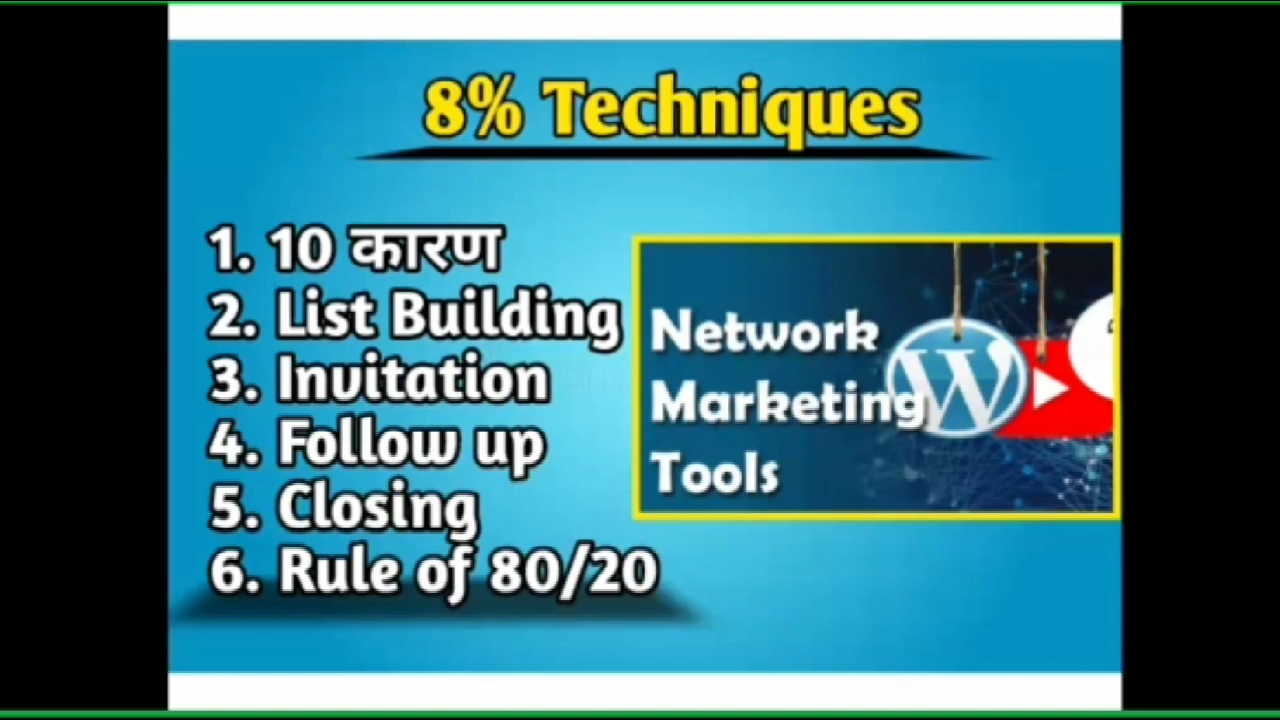 8% Techniques
1. 10 कारण
2. List Building
3. Invitation
4. Follow up
5. Closing
6. Rule of 80/20
Network
Marketing
Tools